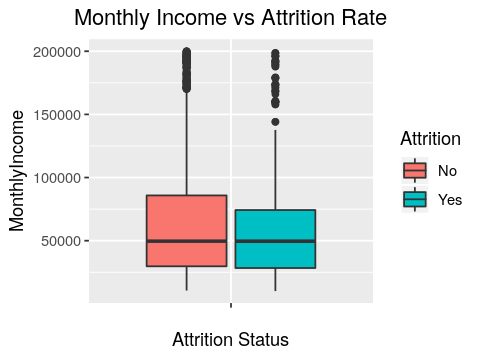 Monthly Income vs Attrition Rate
200000
150000
100000
50000
MonthlyIncome
Attrition Status
Attrition
No
Yes